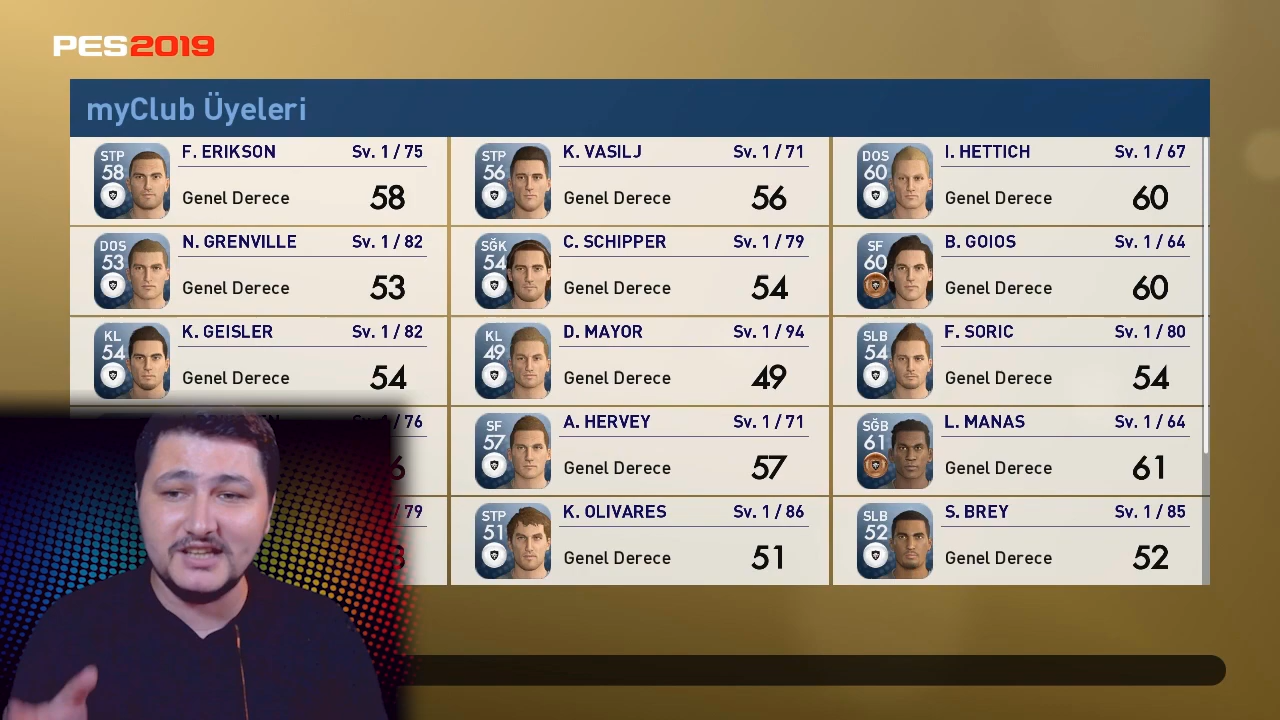 PES2019
myClub Üyeleri
STP 58 F. ERIKSON Sv. 1 / 75
Genel Derece 58
STP 56 K. VASILJ Sv. 1 / 71
Genel Derece 56
DOS 60 I. HETTICH Sv. 1 / 67
Genel Derece 60
DOS 53 N. GRENVILLE Sv. 1 / 82
Genel Derece 53
SĞK 54 C. SCHIPPER Sv. 1 / 79
Genel Derece 54
SF 60 B. GOIOS Sv. 1 / 64
Genel Derece 60
KL 54 K. GEISLER Sv. 1 / 82
Genel Derece 54
KL 49 D. MAYOR Sv. 1 / 94
Genel Derece 49
SLB 54 F. SORIC Sv. 1 / 80
Genel Derece 54
/ 76
SF 57 A. HERVEY Sv. 1 / 71
Genel Derece 57
SĞB 61 L. MANAS Sv. 1 / 64
Genel Derece 61
/ 79
STP 51 K. OLIVARES Sv. 1 / 86
Genel Derece 51
SLB 52 S. BREY Sv. 1 / 85
Genel Derece 52